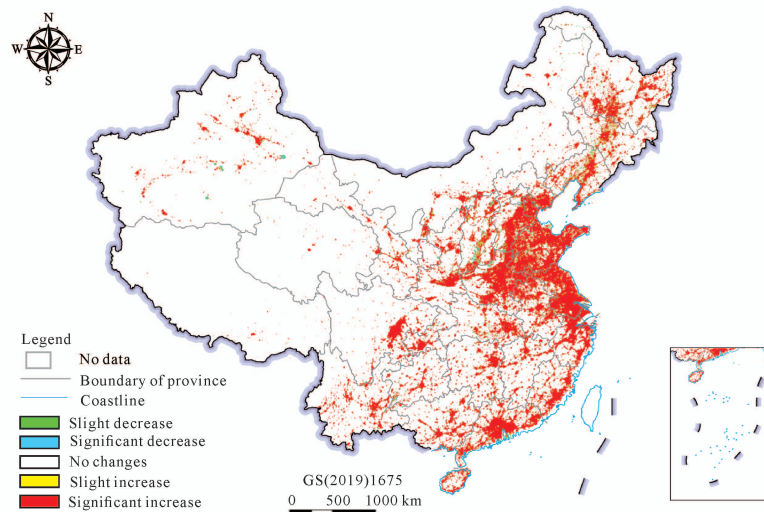 N
W
E
S
Legend
No data
Boundary of province
Coastline
Slight decrease
Significant decrease
No changes
Slight increase
Significant increase
GS(2019)1675
0 500 1000 km